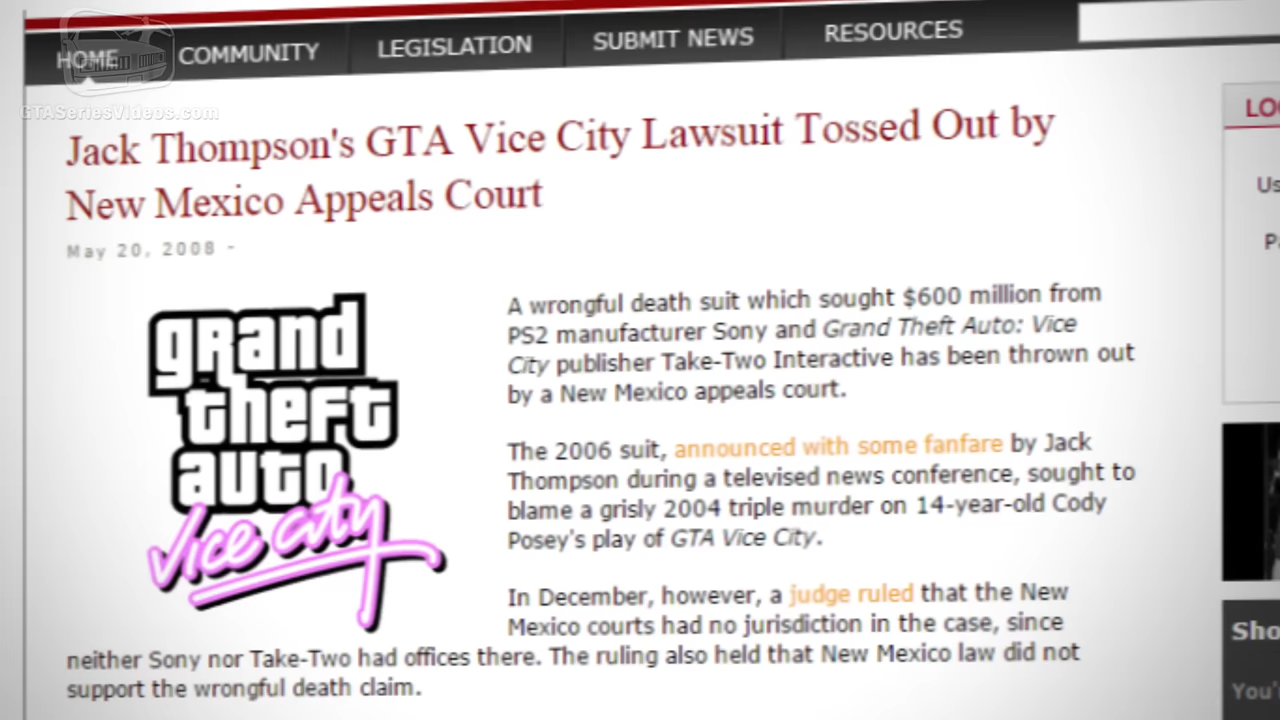 HOME COMMUNITY LEGISLATION SUBMIT NEWS RESOURCES
GTASeriesVideos.com
Jack Thompson's GTA Vice City Lawsuit Tossed Out by
New Mexico Appeals Court
May 20, 2008 -
grand
theft
auto
Vice City
A wrongful death suit which sought $600 million from
PS2 manufacturer Sony and Grand Theft Auto: Vice
City publisher Take-Two Interactive has been thrown out
by a New Mexico appeals court.
The 2006 suit, announced with some fanfare by Jack
Thompson during a televised news conference, sought to
blame a grisly 2004 triple murder on 14-year-old Cody
Posey's play of GTA Vice City.
In December, however, a judge ruled that the New
Mexico courts had no jurisdiction in the case, since
neither Sony nor Take-Two had offices there. The ruling also held that New Mexico law did not
support the wrongful death claim.
LO
Us
Sho
You'